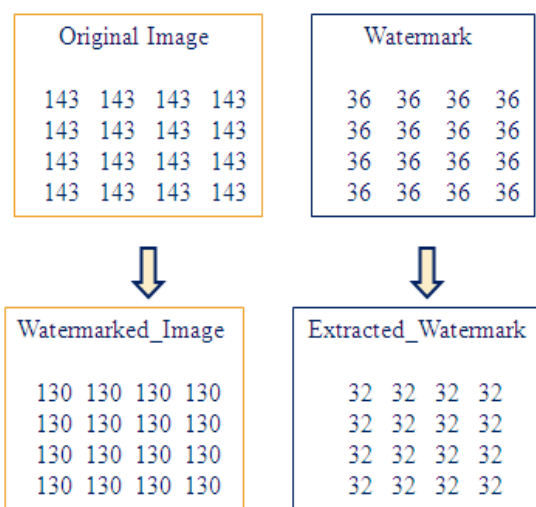 Original Image
143 143 143 143
143 143 143 143
143 143 143 143
143 143 143 143
Watermark
36 36 36 36
36 36 36 36
36 36 36 36
36 36 36 36
Watermarked_Image
130 130 130 130
130 130 130 130
130 130 130 130
130 130 130 130
Extracted_Watermark
32 32 32 32
32 32 32 32
32 32 32 32
32 32 32 32